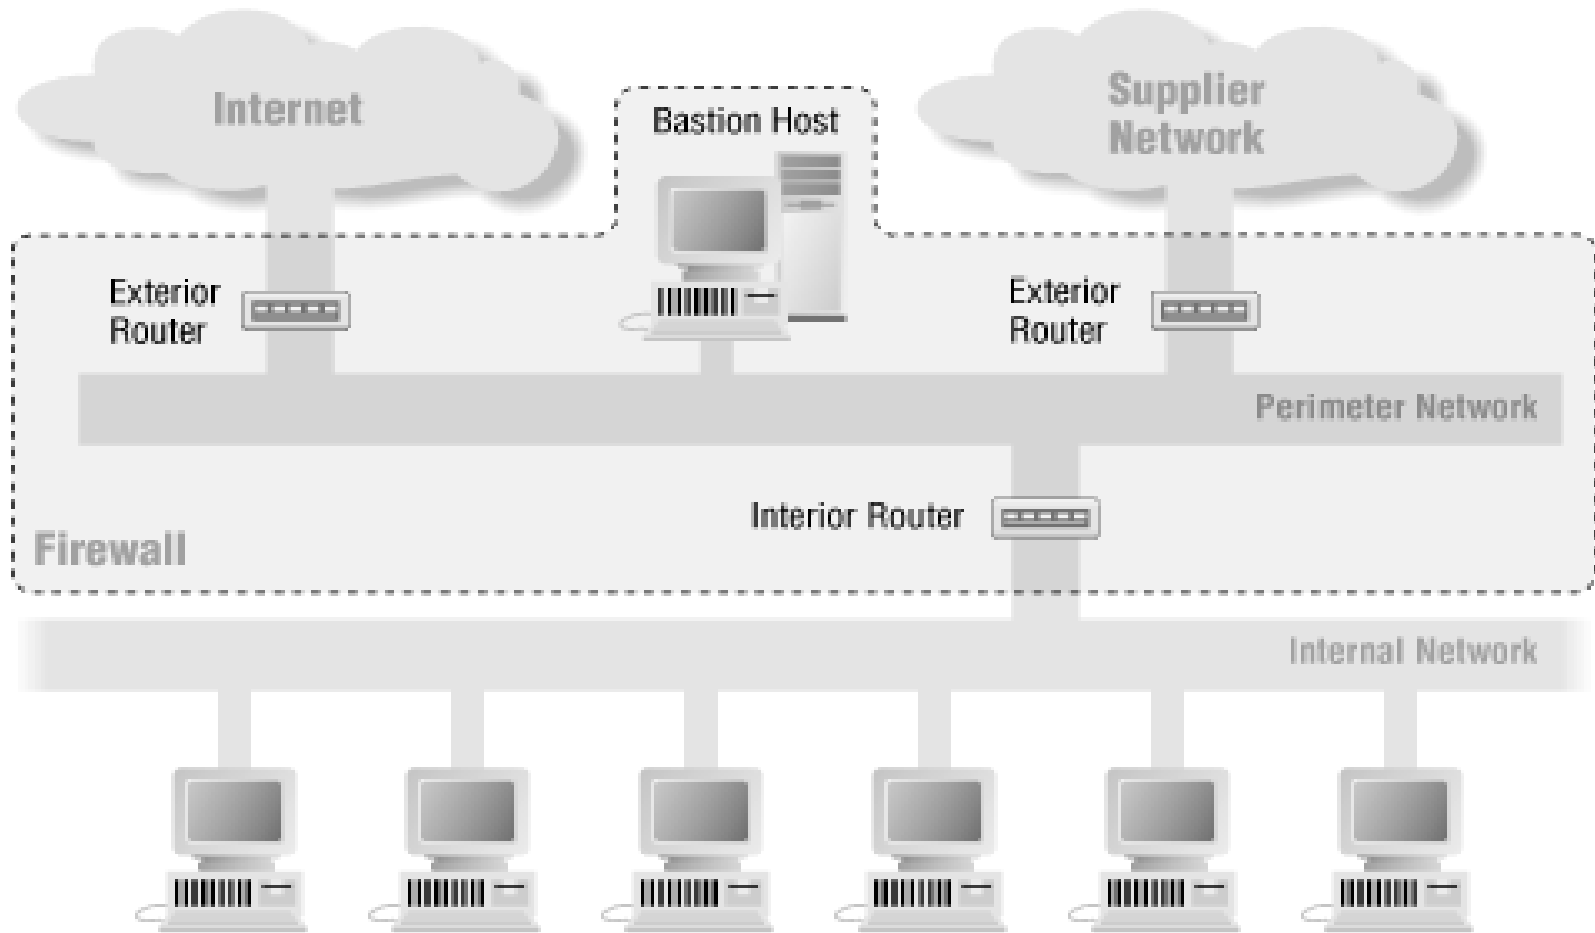 Internet
Supplier
Network
Bastion Host
Exterior
Router
Exterior
Router
Perimeter Network
Interior Router
Firewall
Internal Network